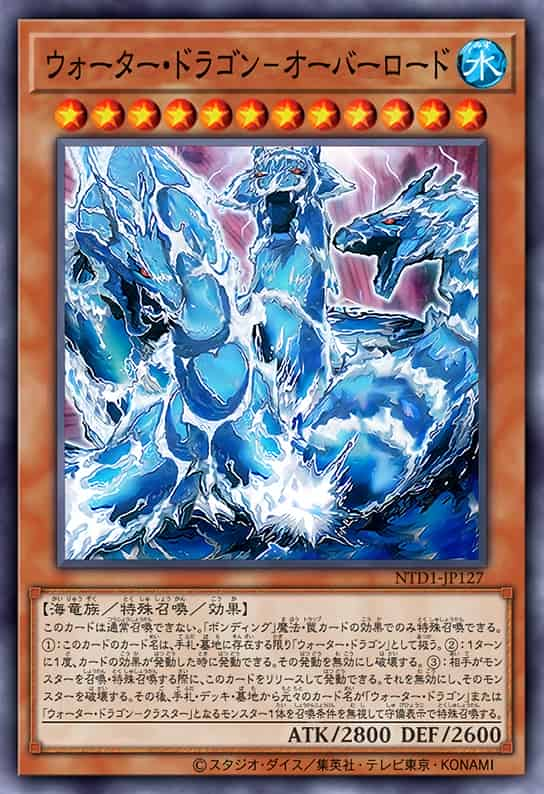 ウォーター・ドラゴン－オーバーロード
水
NTD1-JP127
【海竜族／特殊召喚／効果】
このカードは通常召喚できない。「ボンディング」魔法・罠カードの効果でのみ特殊召喚できる。
①：このカードのカード名は、手札・墓地に存在する限り「ウォーター・ドラゴン」として扱う。②：1ターン
に1度、カードの効果が発動した時に発動できる。その発動を無効にし破壊する。③：相手がモン
スターを召喚・特殊召喚する際に、このカードをリリースして発動できる。それを無効にし、そのモン
スターを破壊する。その後、手札・デッキ・墓地から元々のカード名が「ウォーター・ドラゴン」または
「ウォーター・ドラゴン－クラスター」となるモンスター1体を召喚条件を無視して守備表示で特殊召喚する。
ATK/2800 DEF/2600
©スタジオ・ダイス／集英社・テレビ東京・KONAMI